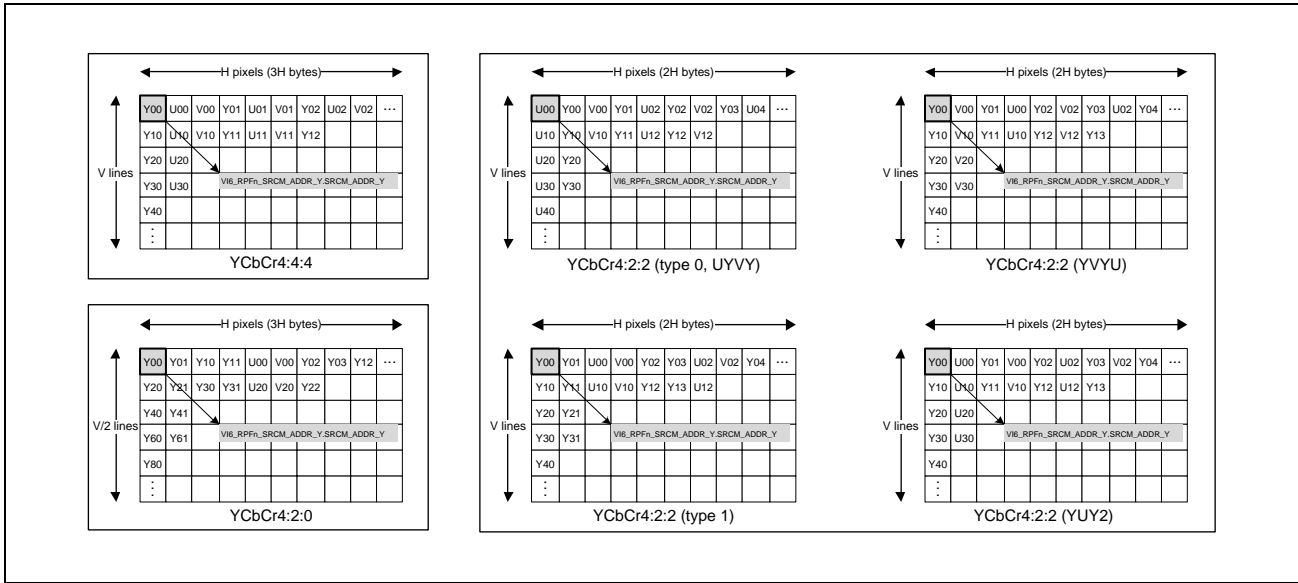 H pixels (3H bytes)
V lines
Y00 U00 V00 Y01 U01 V01 Y02 U02 V02 ...
Y10 U10 V10 Y11 U11 V11 Y12
Y20 U20
VI6_RPFn_SRCM_ADDR_Y.SRCM_ADDR_Y
Y30 U30
Y40
⋮
YCbCr4:4:4
H pixels (2H bytes)
V lines
U00 Y00 V00 Y01 U02 Y02 V02 Y03 U04 ...
U10 Y10 V10 Y11 U12 Y12 V12
U20 Y20
VI6_RPFn_SRCM_ADDR_Y.SRCM_ADDR_Y
U30 Y30
U40
⋮
YCbCr4:2:2 (type 0, UYVY)
H pixels (2H bytes)
V lines
Y00 V00 Y01 U00 Y02 V02 Y03 U02 Y04 ...
Y10 V10 Y11 U10 Y12 V12 Y13
Y20 V20
VI6_RPFn_SRCM_ADDR_Y.SRCM_ADDR_Y
Y30 V30
Y40
⋮
YCbCr4:2:2 (YVYU)
H pixels (3H bytes)
V/2 lines
Y00 Y01 Y10 Y11 U00 V00 Y02 Y03 Y12 ...
Y20 Y21 Y30 Y31 U20 V20 Y22
Y40 Y41
VI6_RPFn_SRCM_ADDR_Y.SRCM_ADDR_Y
Y60 Y61
Y80
⋮
YCbCr4:2:0
H pixels (2H bytes)
V lines
Y00 Y01 U00 V00 Y02 Y03 U02 V02 Y04 ...
Y10 Y11 U10 V10 Y12 Y13 U12
Y20 Y21
VI6_RPFn_SRCM_ADDR_Y.SRCM_ADDR_Y
Y30 Y31
Y40
⋮
YCbCr4:2:2 (type 1)
H pixels (2H bytes)
V lines
Y00 U00 Y01 V00 Y02 U02 Y03 V02 Y04 ...
Y10 U10 Y11 V10 Y12 U12 Y13
Y20 U20
VI6_RPFn_SRCM_ADDR_Y.SRCM_ADDR_Y
Y30 U30
Y40
⋮
YCbCr4:2:2 (YUY2)